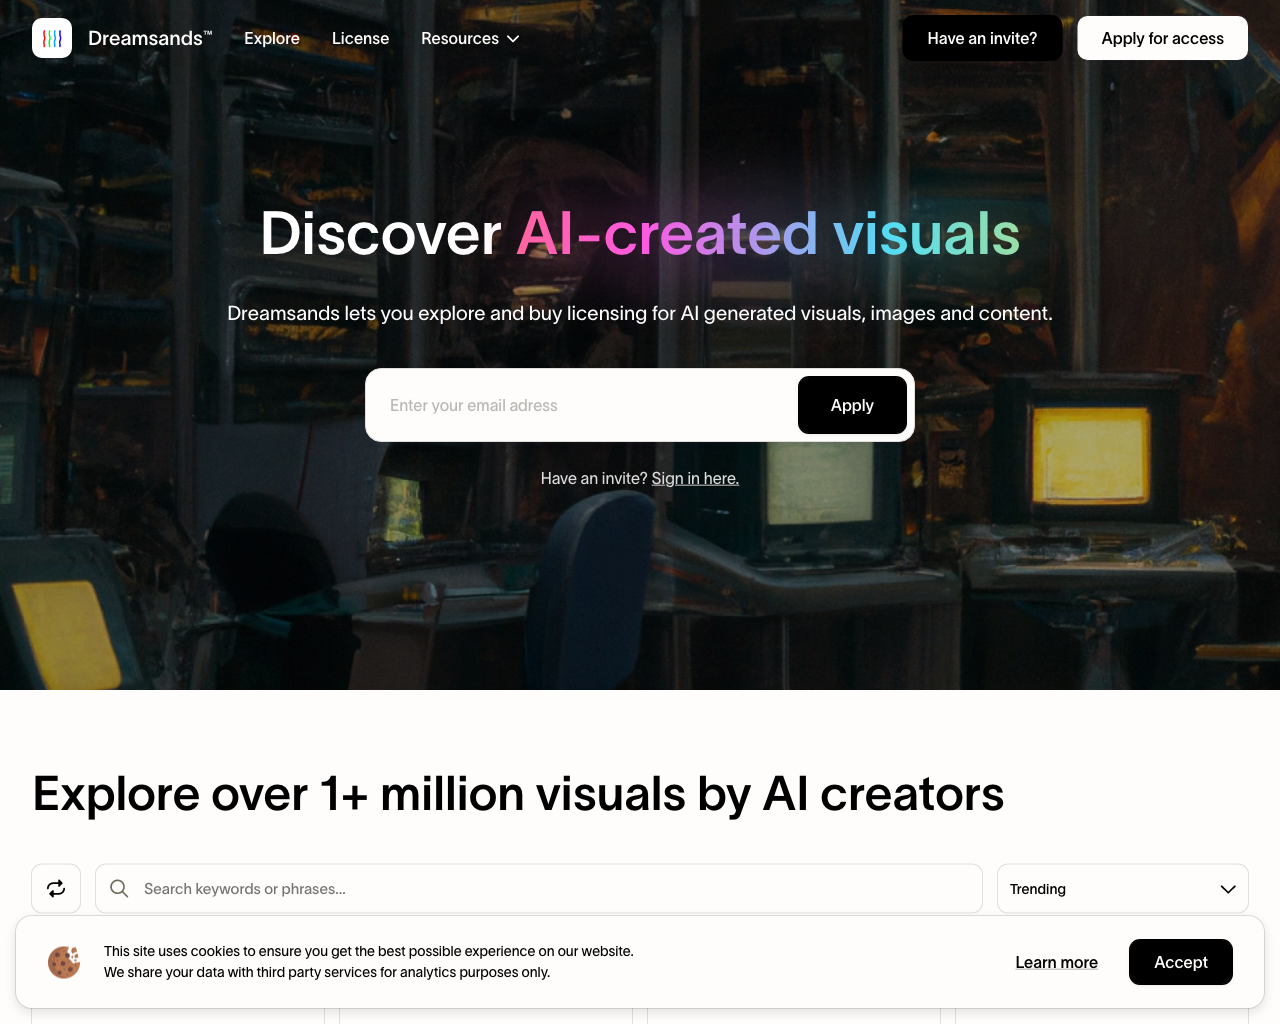 Dreamsands™
Explore
License
Resources
Have an invite?
Apply for access
Discover AI-created visuals
Dreamsands lets you explore and buy licensing for AI generated visuals, images and content.
Enter your email adress
Apply
Have an invite? Sign in here.
Explore over 1+ million visuals by AI creators
Search keywords or phrases...
Trending
This site uses cookies to ensure you get the best possible experience on our website.
We share your data with third party services for analytics purposes only.
Learn more
Accept